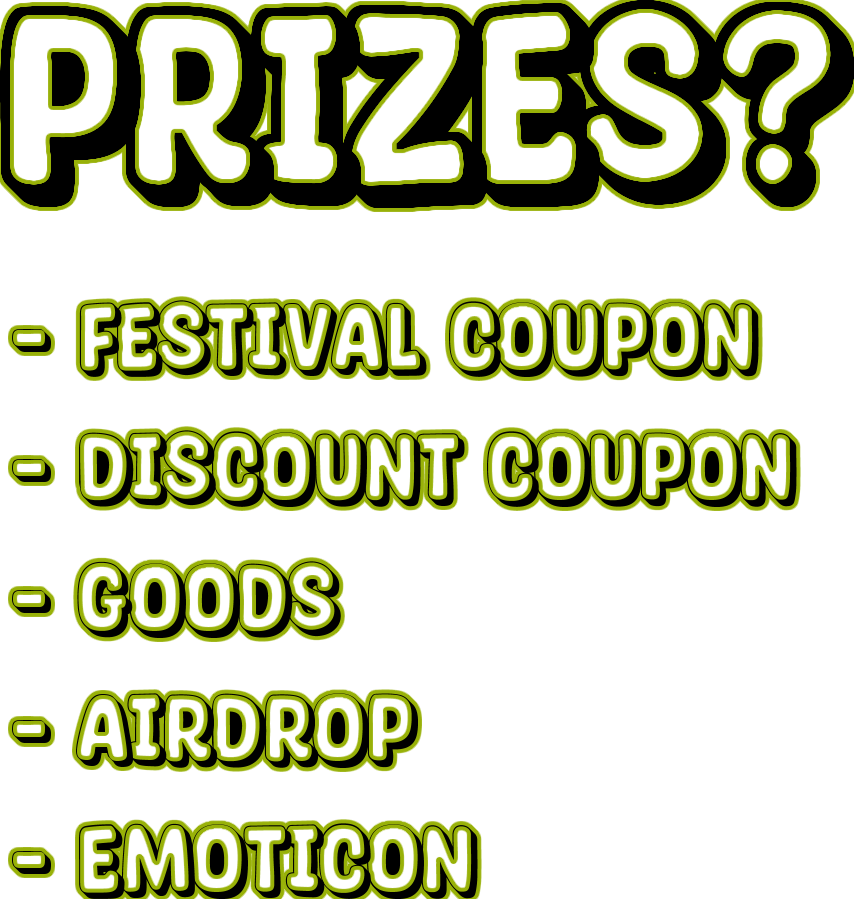 PRIZES?
- FESTIVAL COUPON
- DISCOUNT COUPON
- GOODS
- AIRDROP
- EMOTICON